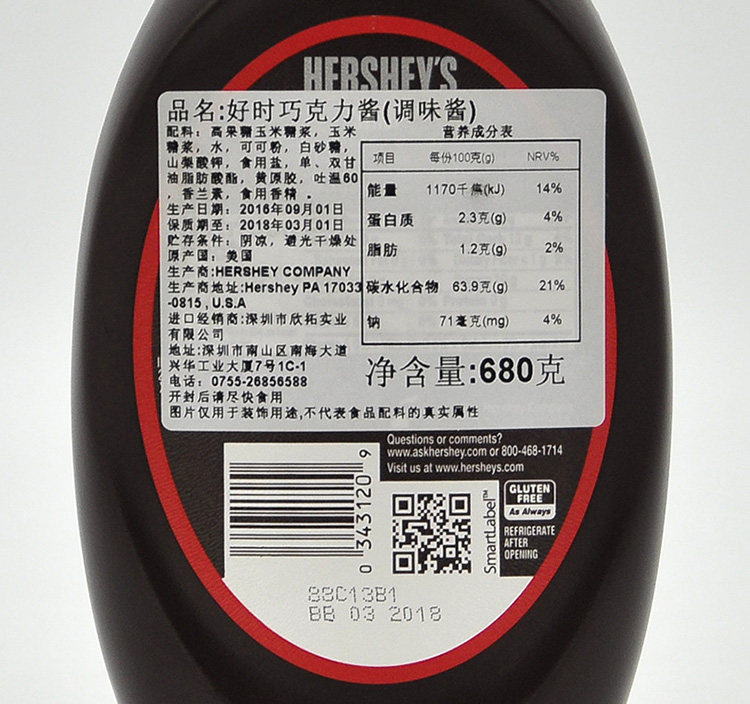 HERSHEY'S
品名:好时巧克力酱(调味酱)
配料：高果糖玉米糖浆，玉米
糖浆，水，可可粉，白砂糖，
山梨酸钾，食用盐，单、双甘
油脂肪酸酯，黄原胶，吐温60
，香兰素，食用香精 。
生产日期：2016年09月01日
保质期至：2018年03月01日
贮存条件：阴凉，避光干燥处
原产国：美国
生产商:HERSHEY COMPANY
生产商地址:Hershey PA 17033
-0815 , U.S.A
进口经销商:深圳市欣拓实业
有限公司
地址:深圳市南山区南海大道
兴华工业大厦7号1C-1
电话：0755-26856588
开封后请尽快食用
图片仅用于装饰用途,不代表食品配料的真实属性
营养成分表
项目 每份100克(g) NRV%
能量 1170千焦(kJ) 14%
蛋白质 2.3克(g) 4%
脂肪 1.2克(g) 2%
碳水化合物 63.9克(g) 21%
钠 71毫克(mg) 4%
净含量:680克
Questions or comments?
www.askhershey.com or 800-468-1714
Visit us at www.hersheys.com
0 343120 9
SmartLabel™
GLUTEN
FREE
As Always
REFRIGERATE
AFTER
OPENING
88C13B1
BB 03 2018